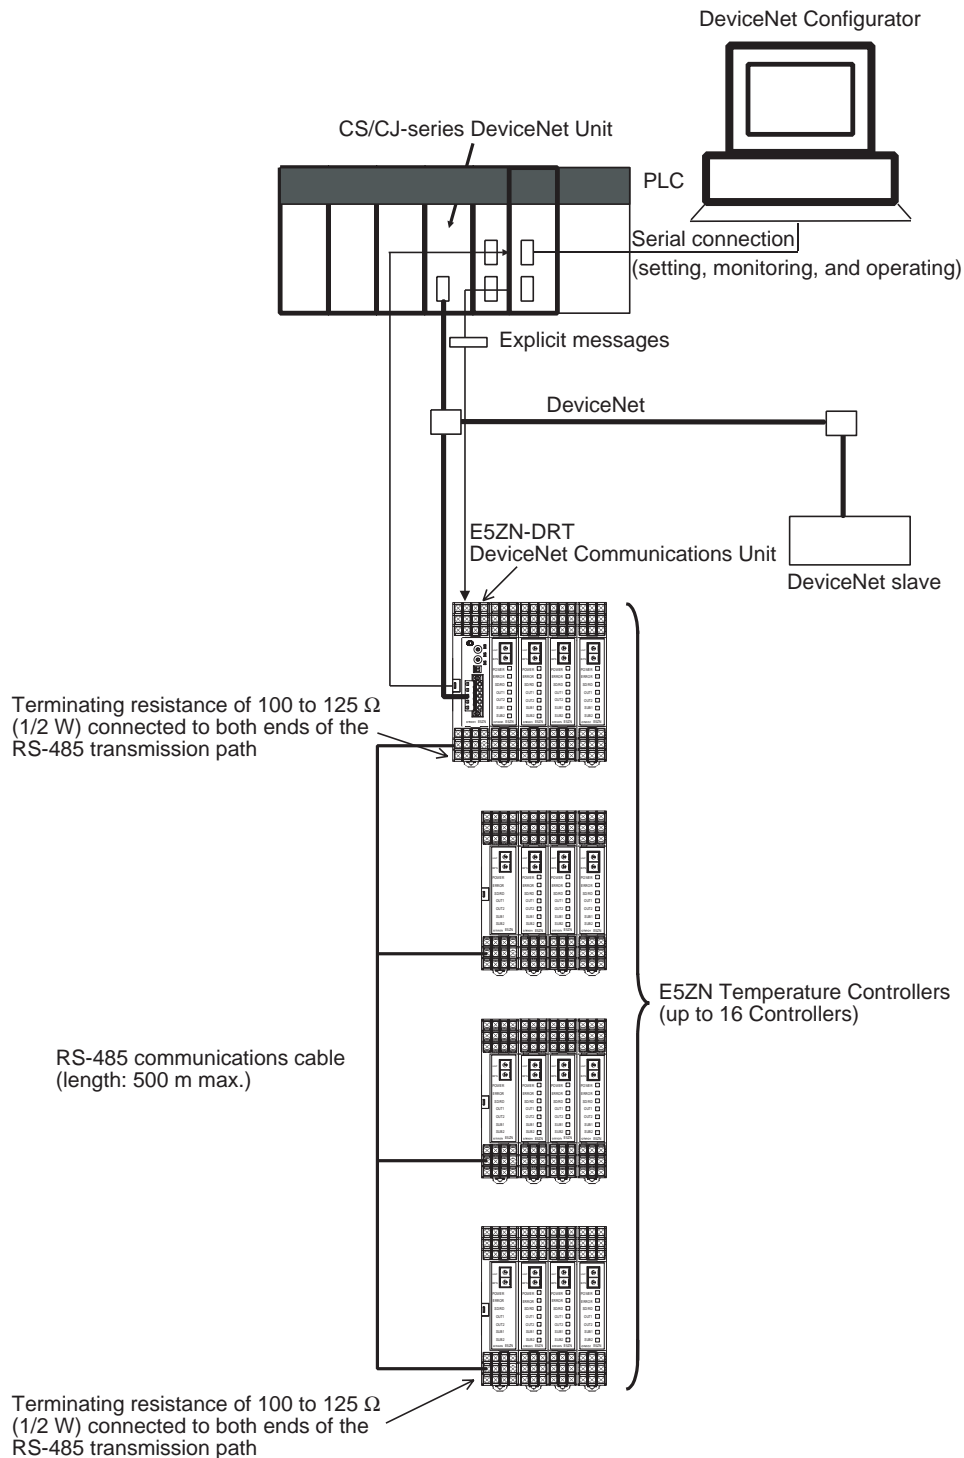 DeviceNet Configurator
CS/CJ-series DeviceNet Unit
PLC
Serial connection
(setting, monitoring, and operating)
Explicit messages
DeviceNet
E5ZN-DRT
DeviceNet Communications Unit
DeviceNet slave
Terminating resistance of 100 to 125 Ω
(1/2 W) connected to both ends of the
RS-485 transmission path
E5ZN Temperature Controllers
(up to 16 Controllers)
RS-485 communications cable
(length: 500 m max.)
Terminating resistance of 100 to 125 Ω
(1/2 W) connected to both ends of the
RS-485 transmission path